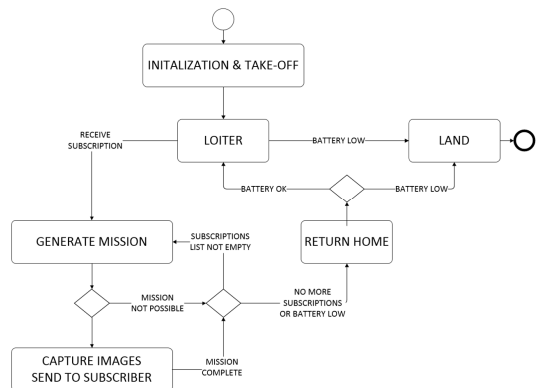 INITALIZATION & TAKE-OFF
RECEIVE
SUBSCRIPTION
LOITER
BATTERY LOW
LAND
BATTERY OK
BATTERY LOW
GENERATE MISSION
SUBSCRIPTIONS
LIST NOT EMPTY
RETURN HOME
MISSION
NOT POSSIBLE
NO MORE
SUBSCRIPTIONS
OR BATTERY LOW
CAPTURE IMAGES
SEND TO SUBSCRIBER
MISSION
COMPLETE